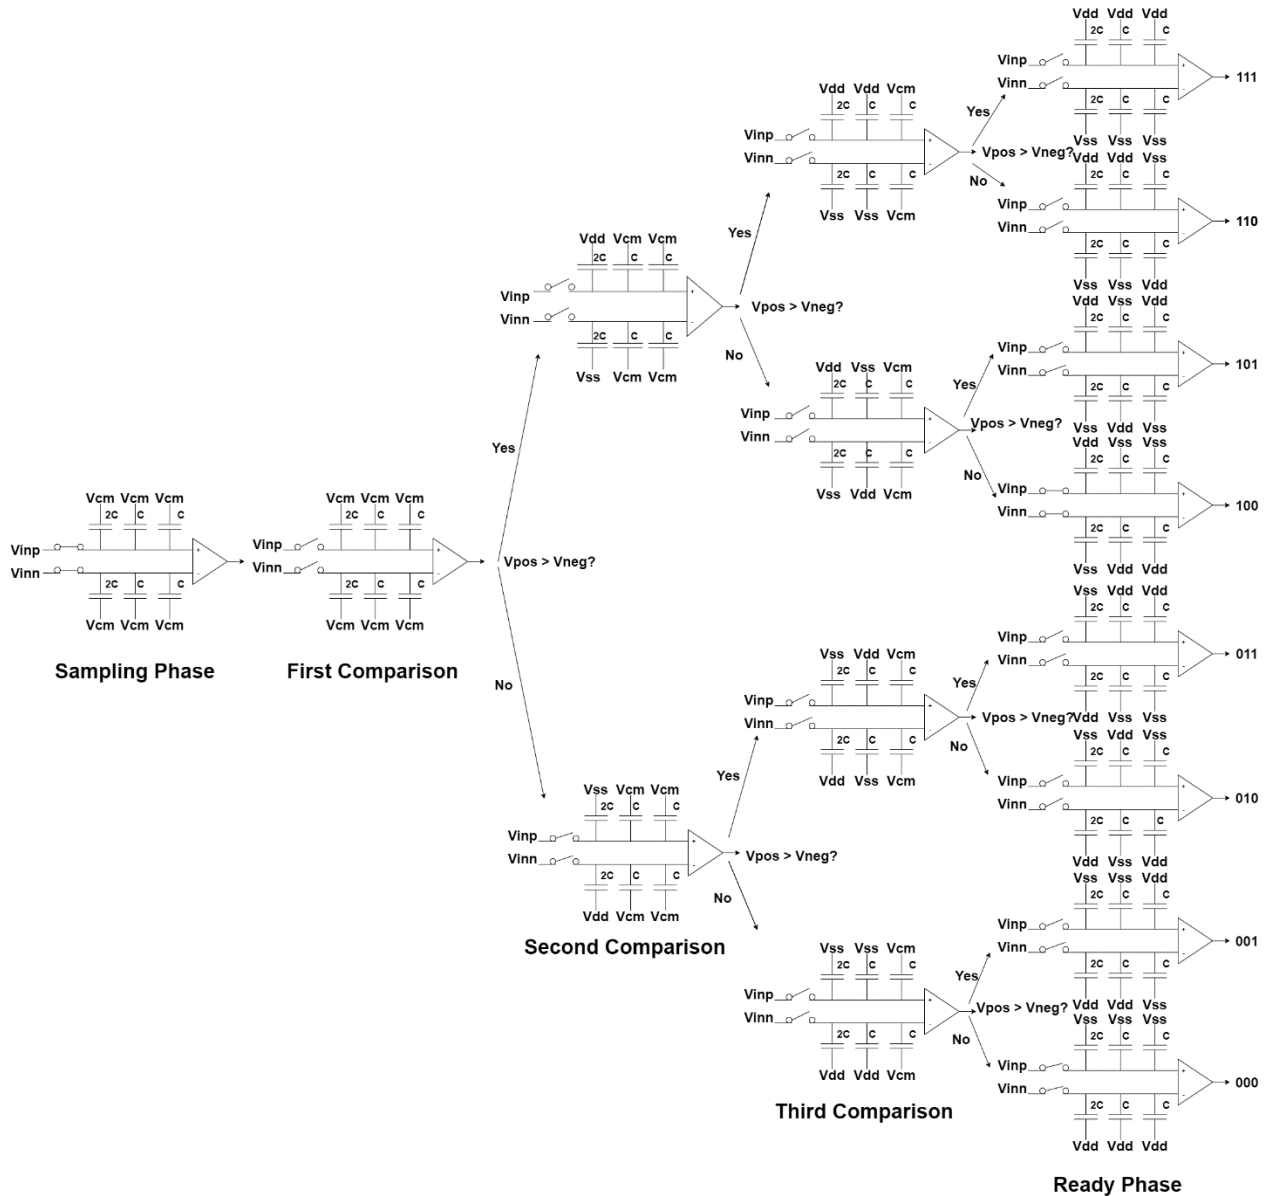 Vdd Vdd Vdd
2C C C
Vinp
Vinn
+
-
111
2C C C
Vss Vss Vss
Yes
Vdd Vdd Vcm
2C C C
Vinp
Vinn
+
-
2C C C
Vss Vss Vcm
Vpos > Vneg?
No
Vdd Vdd Vss
2C C C
Vinp
Vinn
+
-
110
2C C C
Vss Vss Vdd
Yes
Vdd Vcm Vcm
2C C C
Vinp
Vinn
+
-
2C C C
Vss Vcm Vcm
Vpos > Vneg?
No
Vdd Vss Vdd
2C C C
Vinp
Vinn
+
-
101
2C C C
Vss Vdd Vss
Yes
Vdd Vss Vcm
2C C C
Vinp
Vinn
+
-
2C C C
Vss Vdd Vcm
Vpos > Vneg?
No
Vdd Vss Vss
2C C C
Vinp
Vinn
+
-
100
2C C C
Vss Vdd Vdd
Yes
Vcm Vcm Vcm
2C C C
Vinp
Vinn
+
-
2C C C
Vcm Vcm Vcm
Sampling Phase
Vcm Vcm Vcm
2C C C
Vinp
Vinn
+
-
2C C C
Vcm Vcm Vcm
First Comparison
Vpos > Vneg?
No
Vss Vdd Vdd
2C C C
Vinp
Vinn
+
-
011
2C C C
Vdd Vss Vss
Yes
Vss Vdd Vcm
2C C C
Vinp
Vinn
+
-
2C C C
Vdd Vss Vcm
Vpos > Vneg?
No
Vss Vdd Vss
2C C C
Vinp
Vinn
+
-
010
2C C C
Vdd Vss Vdd
Yes
Vss Vcm Vcm
2C C C
Vinp
Vinn
+
-
2C C C
Vdd Vcm Vcm
Second Comparison
Vpos > Vneg?
No
Vss Vss Vdd
2C C C
Vinp
Vinn
+
-
001
2C C C
Vdd Vdd Vss
Yes
Vss Vss Vcm
2C C C
Vinp
Vinn
+
-
2C C C
Vdd Vdd Vcm
Third Comparison
Vpos > Vneg?
No
Vss Vss Vss
2C C C
Vinp
Vinn
+
-
000
2C C C
Vdd Vdd Vdd
Ready Phase